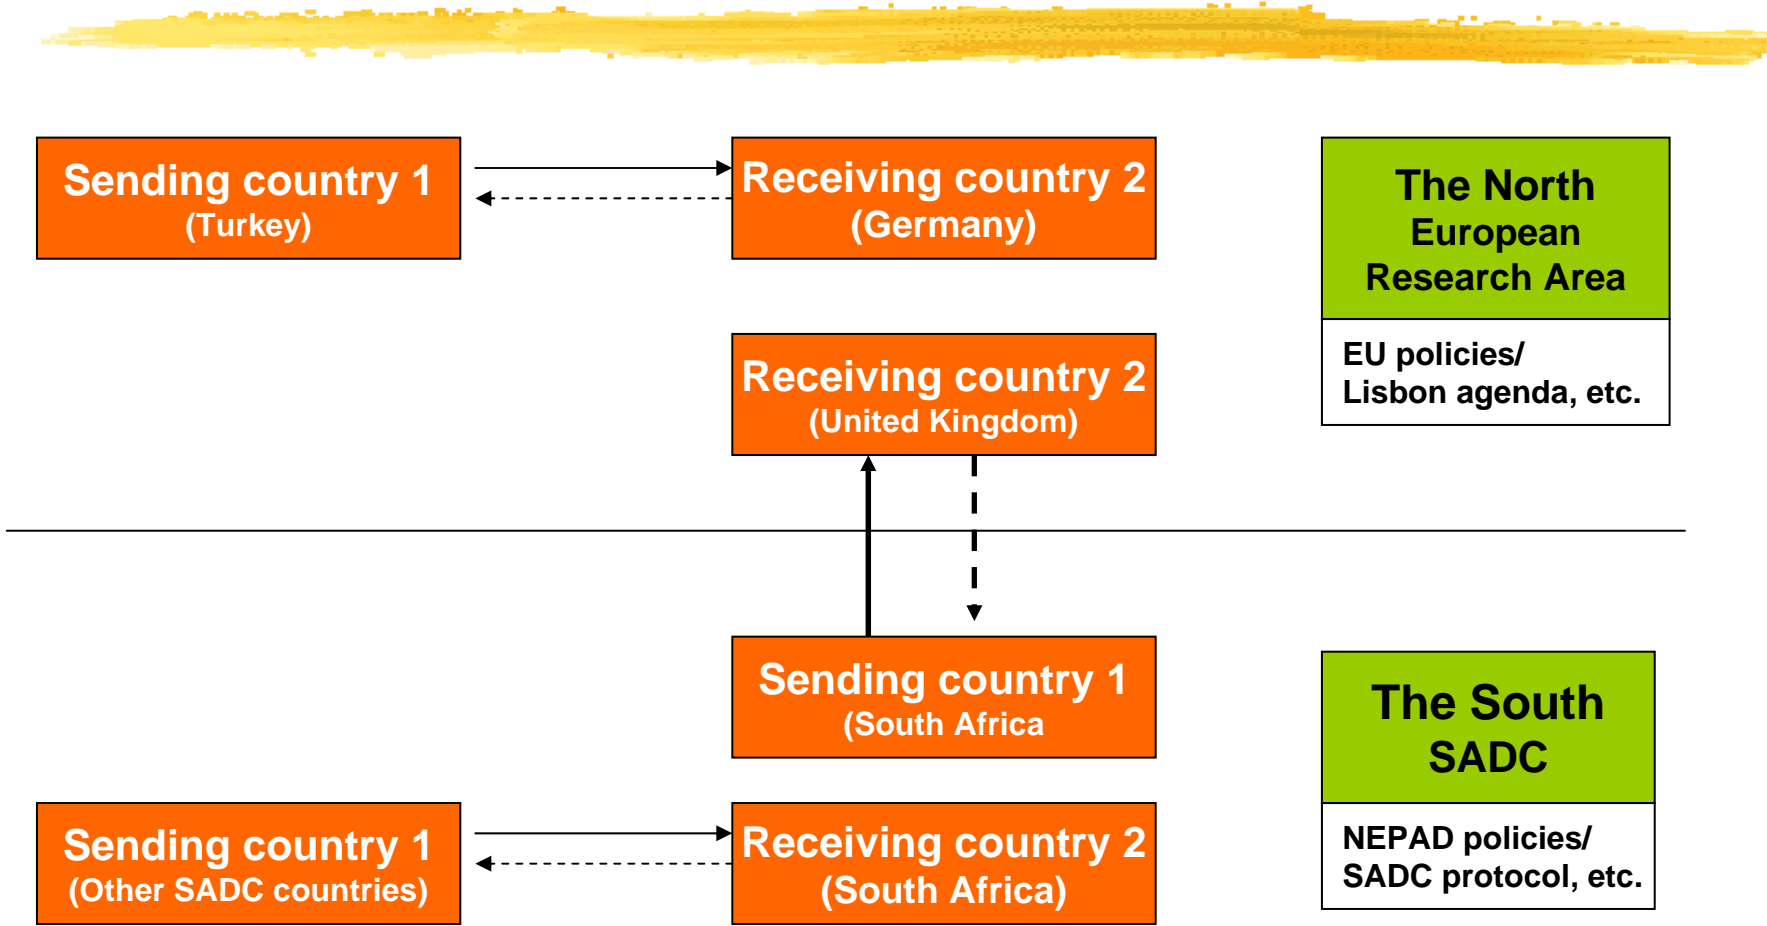 Sending country 1
(Turkey)
Receiving country 2
(Germany)
The North
European
Research Area
EU policies/
Lisbon agenda, etc.
Receiving country 2
(United Kingdom)
Sending country 1
(South Africa
The South
SADC
NEPAD policies/
SADC protocol, etc.
Sending country 1
(Other SADC countries)
Receiving country 2
(South Africa)